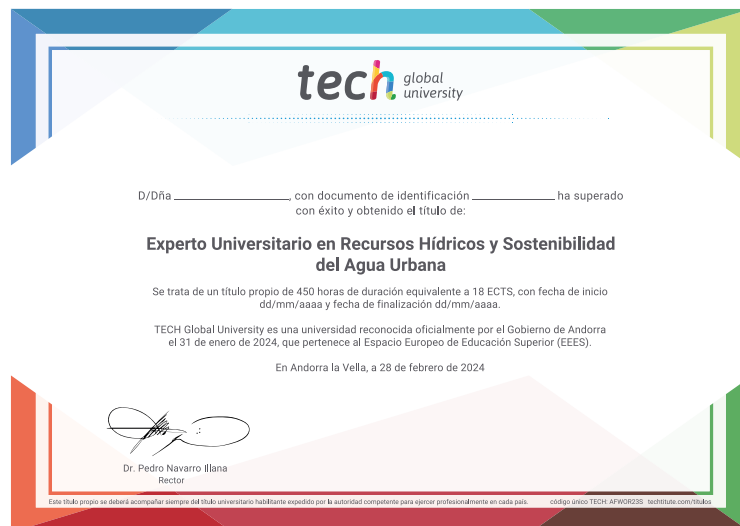 tech global university
D/Dña ________________, con documento de identificación ____________ ha superado
con éxito y obtenido el título de:
Experto Universitario en Recursos Hídricos y Sostenibilidad
del Agua Urbana
Se trata de un título propio de 450 horas de duración equivalente a 18 ECTS, con fecha de inicio
dd/mm/aaaa y fecha de finalización dd/mm/aaaa.
TECH Global University es una universidad reconocida oficialmente por el Gobierno de Andorra
el 31 de enero de 2024, que pertenece al Espacio Europeo de Educación Superior (EEES).
En Andorra la Vella, a 28 de febrero de 2024
Dr. Pedro Navarro Illana
Rector
Este título propio se deberá acompañar siempre del título universitario habilitante expedido por la autoridad competente para ejercer profesionalmente en cada país. código único TECH: AFWOR23S techtitute.com/titulos